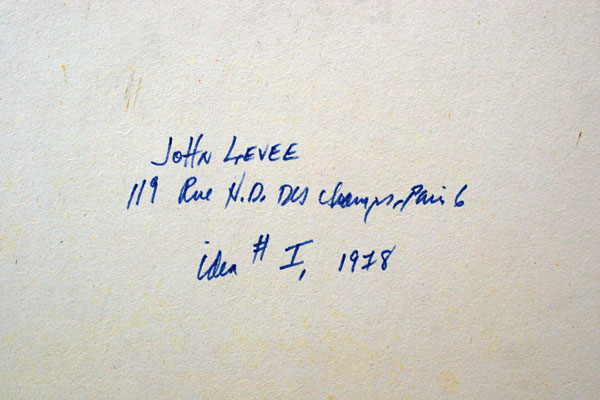 JOHN LEVEE
119 Rue N.D. DES Champs, Paris 6
idea # I, 1978